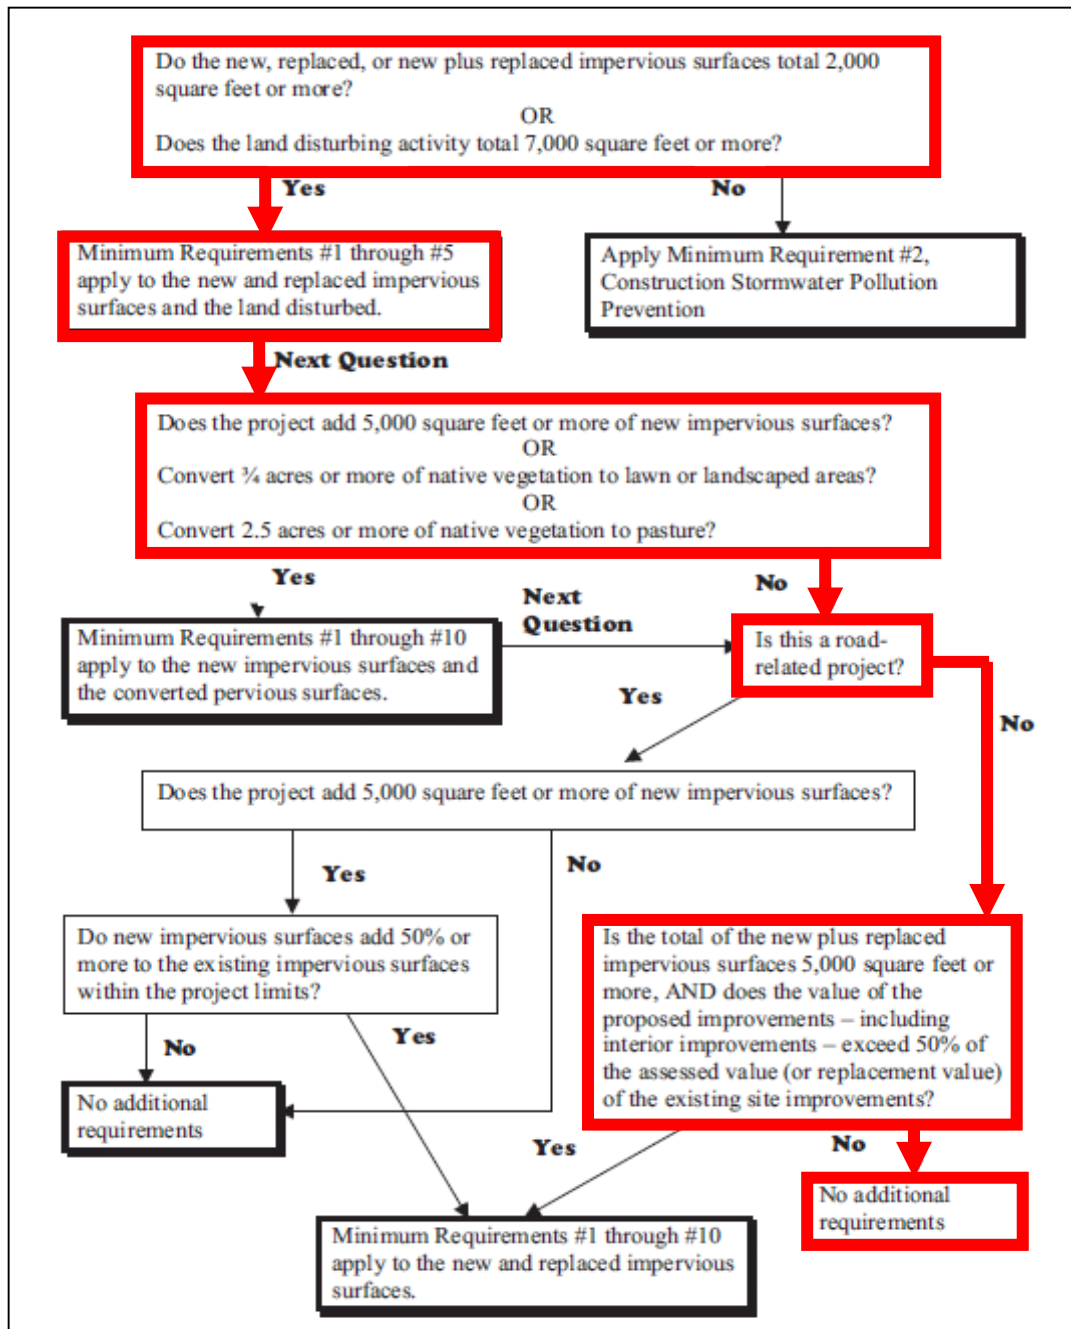 Do the new, replaced, or new plus replaced impervious surfaces total 2,000
square feet or more?
OR
Does the land disturbing activity total 7,000 square feet or more?
Yes
No
Minimum Requirements #1 through #5
apply to the new and replaced impervious
surfaces and the land disturbed.
Apply Minimum Requirement #2,
Construction Stormwater Pollution
Prevention
Next Question
Does the project add 5,000 square feet or more of new impervious surfaces?
OR
Convert ¾ acres or more of native vegetation to lawn or landscaped areas?
OR
Convert 2.5 acres or more of native vegetation to pasture?
Yes
No
Next
Question
Minimum Requirements #1 through #10
apply to the new impervious surfaces and
the converted pervious surfaces.
Is this a road-
related project?
Yes
No
Does the project add 5,000 square feet or more of new impervious surfaces?
Yes
No
Do new impervious surfaces add 50% or
more to the existing impervious surfaces
within the project limits?
Is the total of the new plus replaced
impervious surfaces 5,000 square feet or
more, AND does the value of the
proposed improvements – including
interior improvements – exceed 50% of
the assessed value (or replacement value)
of the existing site improvements?
No
Yes
No additional
requirements
Yes
No
No additional
requirements
Minimum Requirements #1 through #10
apply to the new and replaced impervious
surfaces.